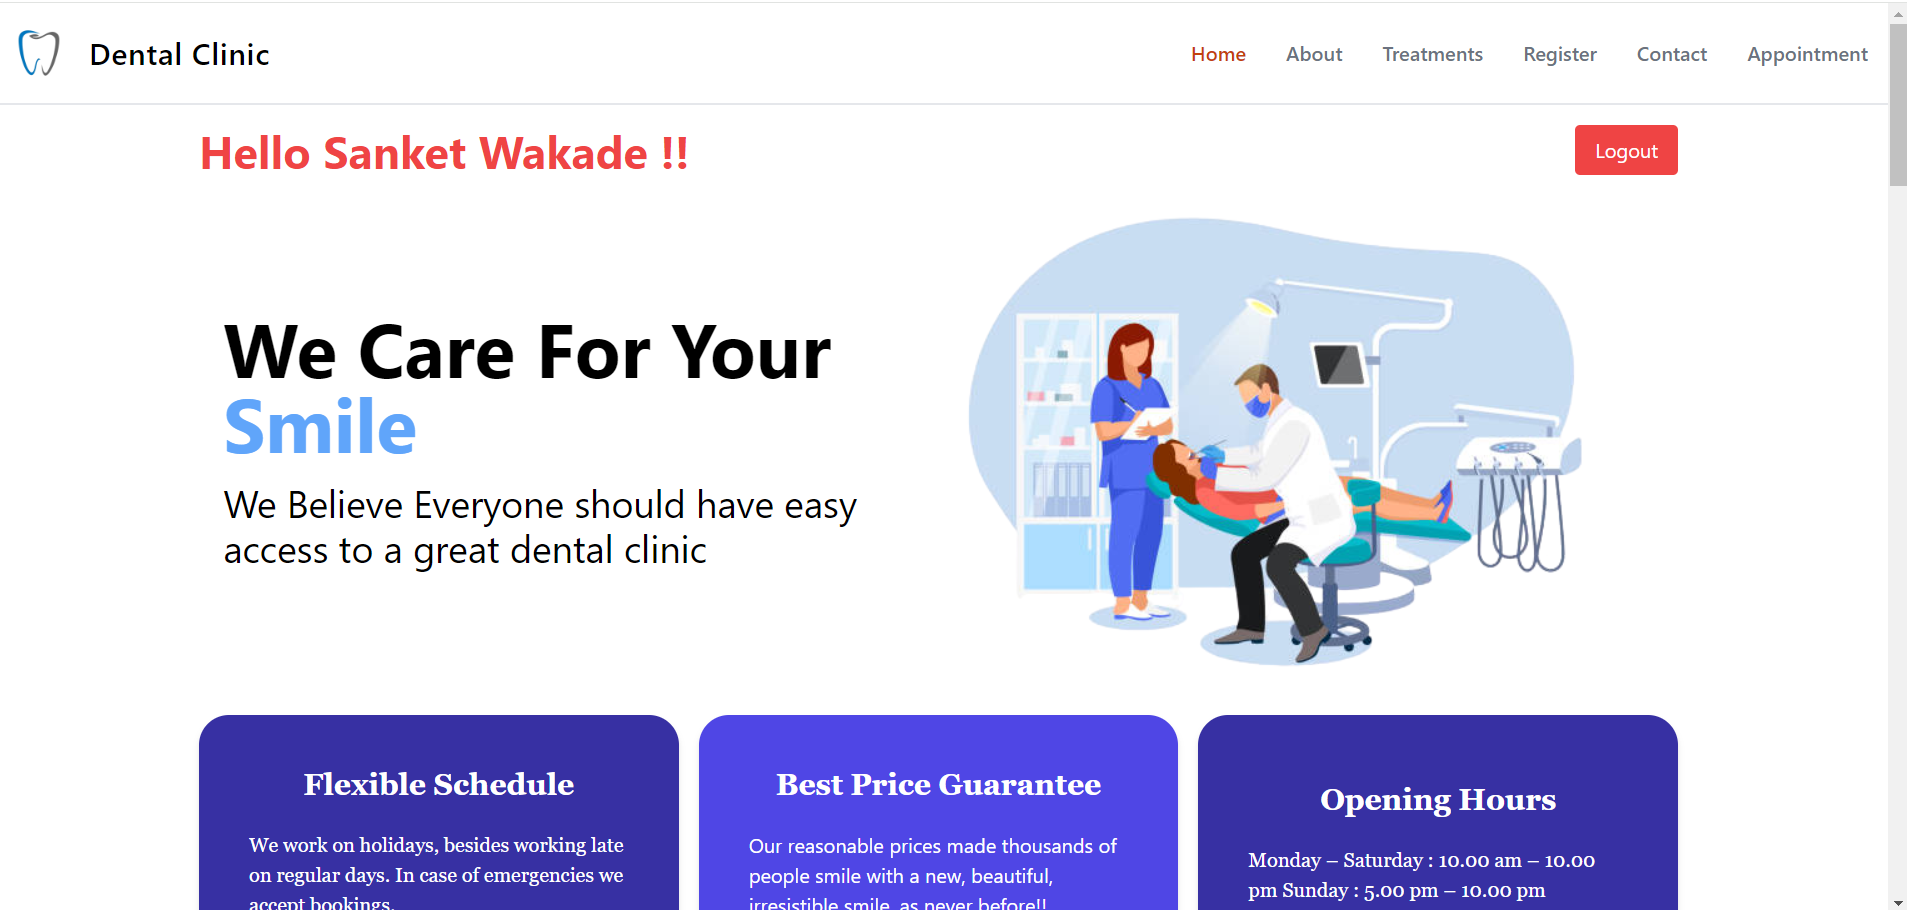 Dental Clinic
Home About Treatments Register Contact Appointment
Hello Sanket Wakade !!
Logout
We Care For Your
Smile
We Believe Everyone should have easy
access to a great dental clinic
Flexible Schedule
We work on holidays, besides working late
on regular days. In case of emergencies we
accept bookings.
Best Price Guarantee
Our reasonable prices made thousands of
people smile with a new, beautiful,
irresistible smile, as never before!!
Opening Hours
Monday – Saturday : 10.00 am – 10.00
pm Sunday : 5.00 pm – 10.00 pm